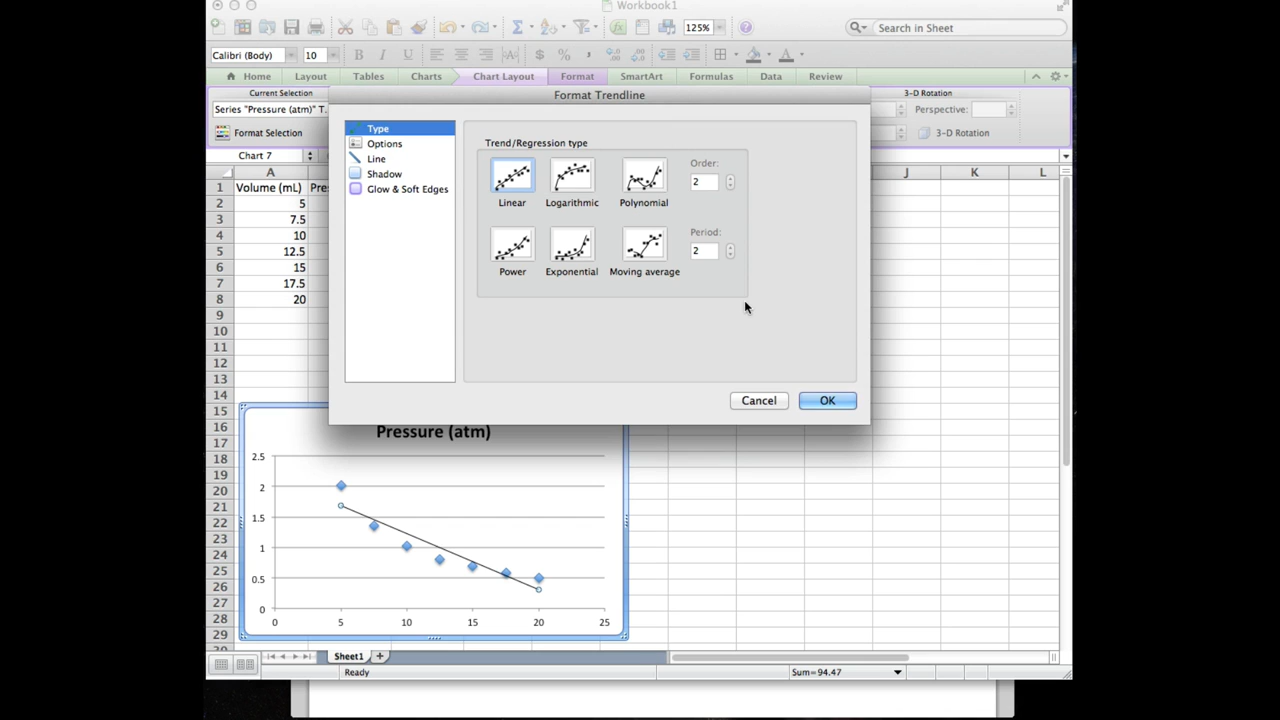 Workbook1
125%
Search in Sheet
Calibri (Body) 10 B I U ABC $ %
Home Layout Tables Charts Chart Layout Format SmartArt Formulas Data Review
Current Selection
3-D Rotation
Series "Pressure (atm)" T...
Perspective:
Format Selection
3-D Rotation
Chart 7
Format Trendline
Type
Options
Line
Shadow
Glow & Soft Edges
Trend/Regression type
Linear Logarithmic Polynomial
Order:
2
Power Exponential Moving average
Period:
2
Cancel OK
A J K L
1 Volume (mL) Pres
2 5
3 7.5
4 10
5 12.5
6 15
7 17.5
8 20
9
10
11
12
13
14
15
16
17
18
19
20
21
22
23
24
25
26
27
28
29
Pressure (atm)
2.5
2
1.5
1
0.5
0
0 5 10 15 20 25
Sheet1
Ready
Sum=94.47